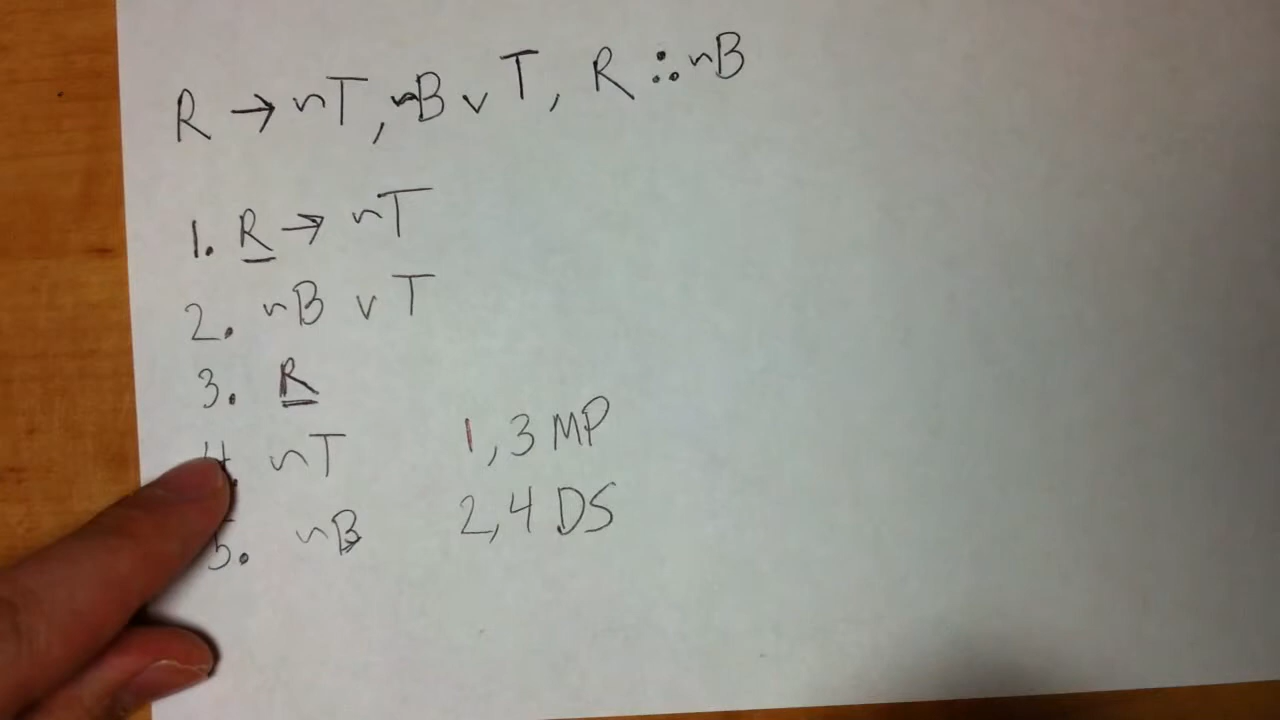 R → ~T, ~B v T, R ∴ ~B
1. R → ~T
2. ~B v T
3. R
4. ~T 1, 3 MP
5. ~B 2, 4 DS